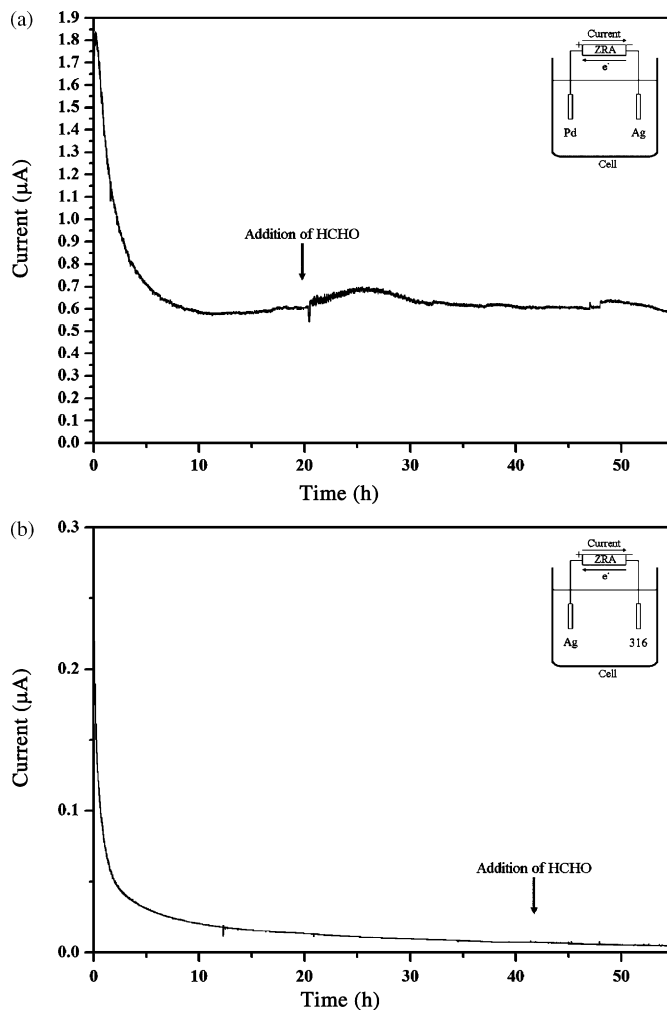 (a)
1.9
1.8
1.7
1.6
1.5
1.4
1.3
1.2
1.1
1.0
0.9
0.8
0.7
0.6
0.5
0.4
0.3
0.2
0.1
0.0
Current (µA)
0 10 20 30 40 50
Time (h)
Addition of HCHO
Current
+ ZRA
e-
Pd Ag
Cell
(b)
0.3
0.2
0.1
0.0
Current (µA)
0 10 20 30 40 50
Time (h)
Addition of HCHO
Current
+ ZRA
e-
Ag 316
Cell